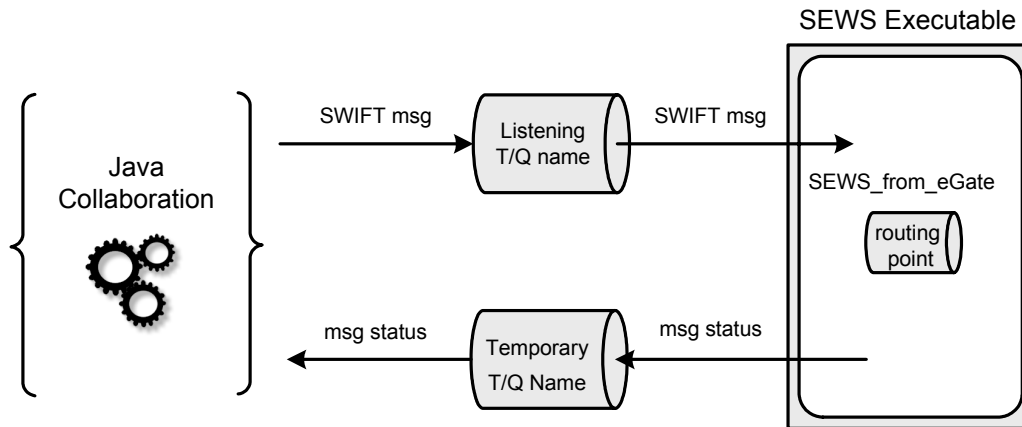 SEWS Executable
SWIFT msg
Listening
T/Q name
SWIFT msg
Java
Collaboration
SEWS_from_eGate
routing
point
msg status
Temporary
T/Q Name
msg status